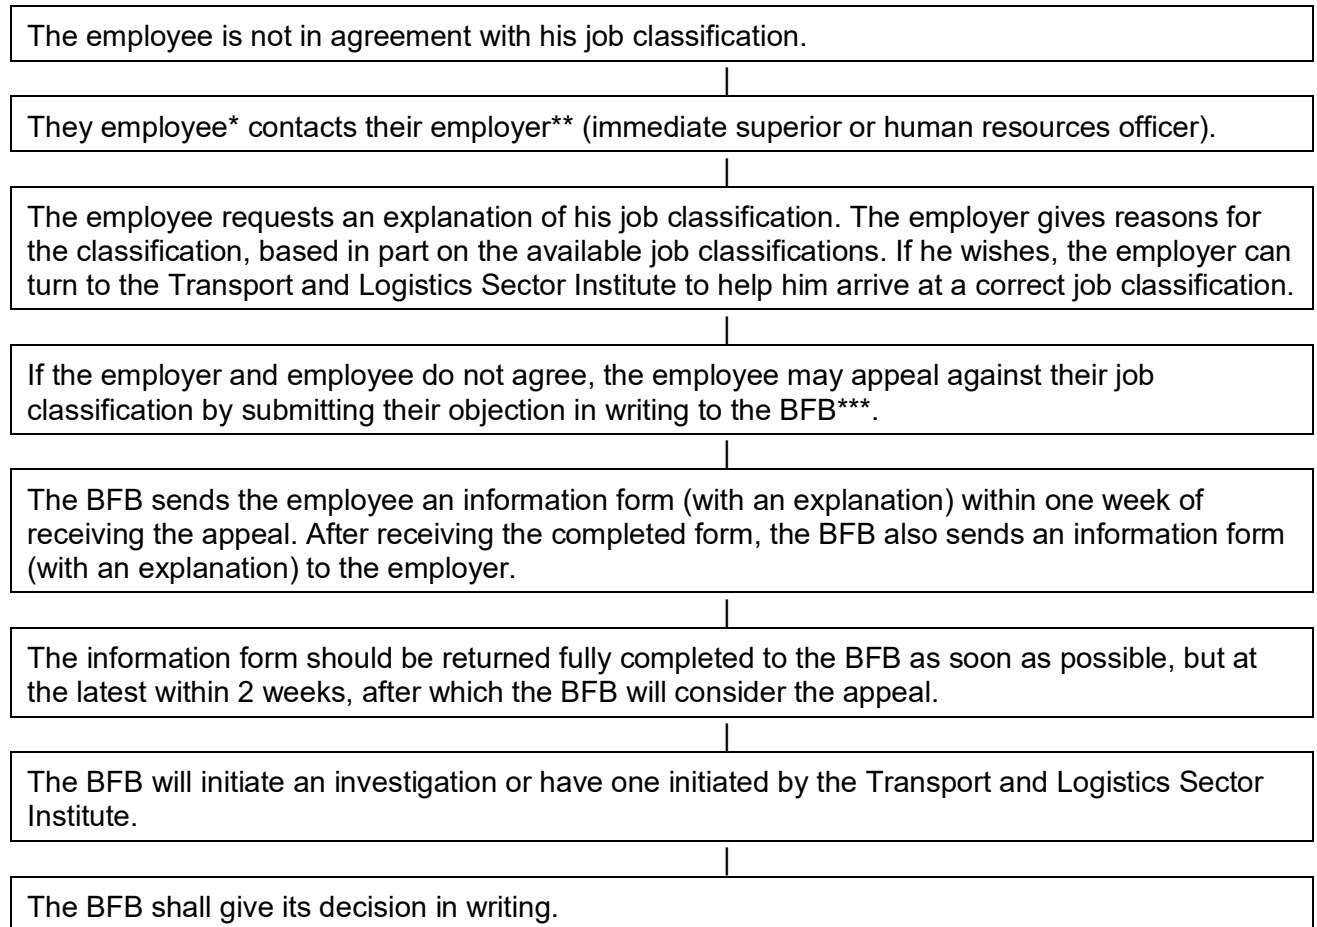 The employee is not in agreement with his job classification.
They employee* contacts their employer** (immediate superior or human resources officer).
The employee requests an explanation of his job classification. The employer gives reasons for
the classification, based in part on the available job classifications. If he wishes, the employer can
turn to the Transport and Logistics Sector Institute to help him arrive at a correct job classification.
If the employer and employee do not agree, the employee may appeal against their job
classification by submitting their objection in writing to the BFB***.
The BFB sends the employee an information form (with an explanation) within one week of
receiving the appeal. After receiving the completed form, the BFB also sends an information form
(with an explanation) to the employer.
The information form should be returned fully completed to the BFB as soon as possible, but at
the latest within 2 weeks, after which the BFB will consider the appeal.
The BFB will initiate an investigation or have one initiated by the Transport and Logistics Sector
Institute.
The BFB shall give its decision in writing.